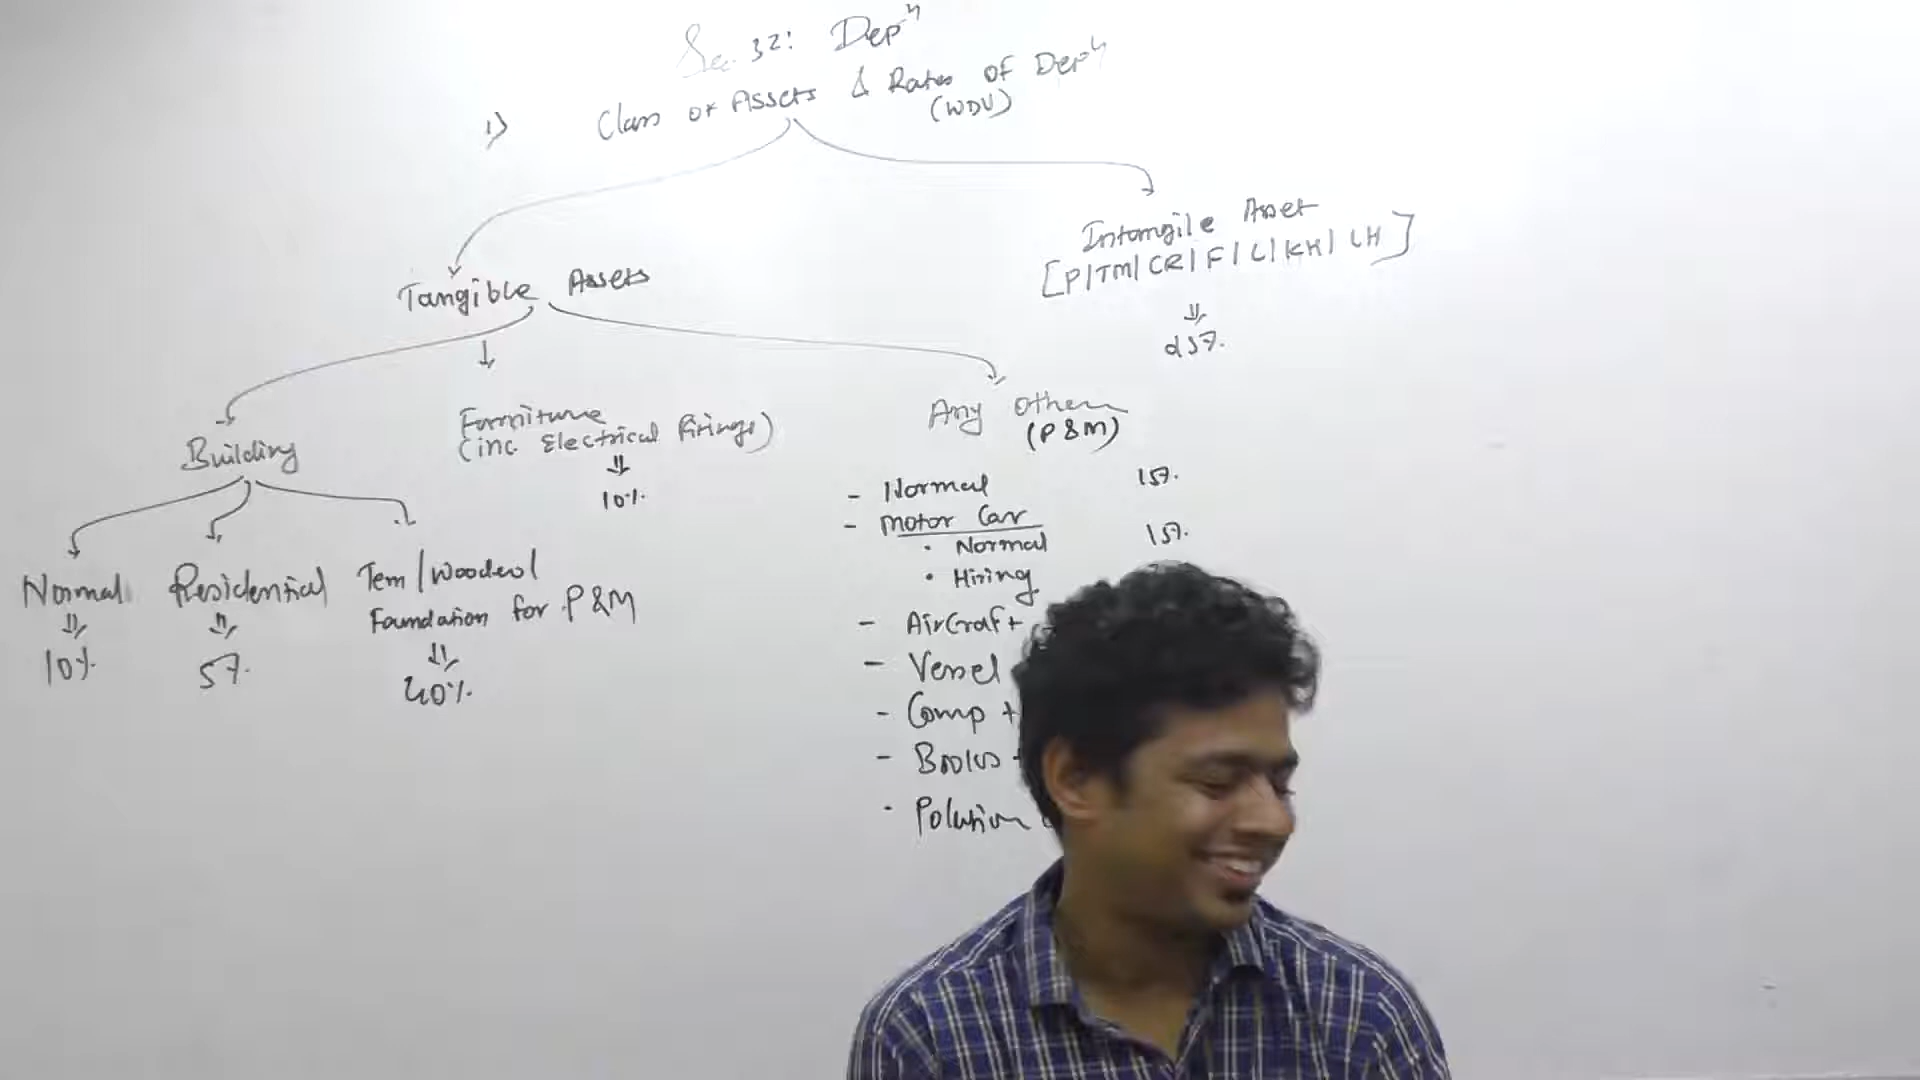 Sec. 32: Depⁿ
1) Class of Assets & Rates of Depⁿ
(WDV)
Intangile Asset
[P/TM/CR/F/L/KH/LH]
25%.
Tangible Assets
Building
Furniture
(inc. Electrical Fitings)
10%.
Any Other
(P&M)
- Normal 15%.
- Motor Car
• Normal 15%.
• Hiring
- AirCraft
- Vessel
- Comp +
- Books +
• Polution
Normal
10%.
Residential
5%.
Tem/Wooden/
Foundation for P&M
40%.